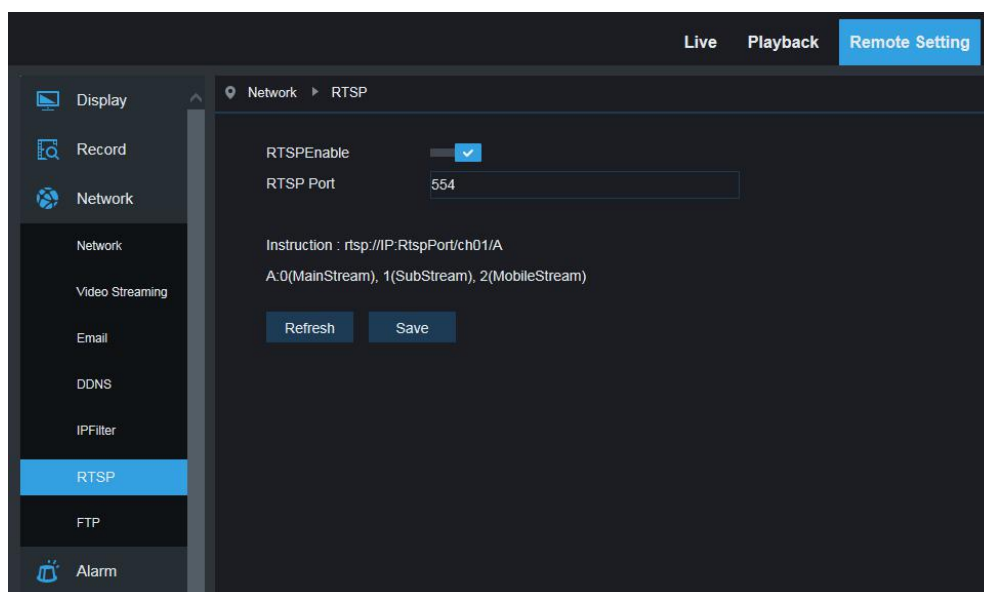 Live Playback Remote Setting
Display
Record
Network
Network
Video Streaming
Email
DDNS
IPFilter
RTSP
FTP
Alarm
Network RTSP
RTSPEnable
RTSP Port 554
Instruction : rtsp://IP:RtspPort/ch01/A
A:0(MainStream), 1(SubStream), 2(MobileStream)
Refresh Save